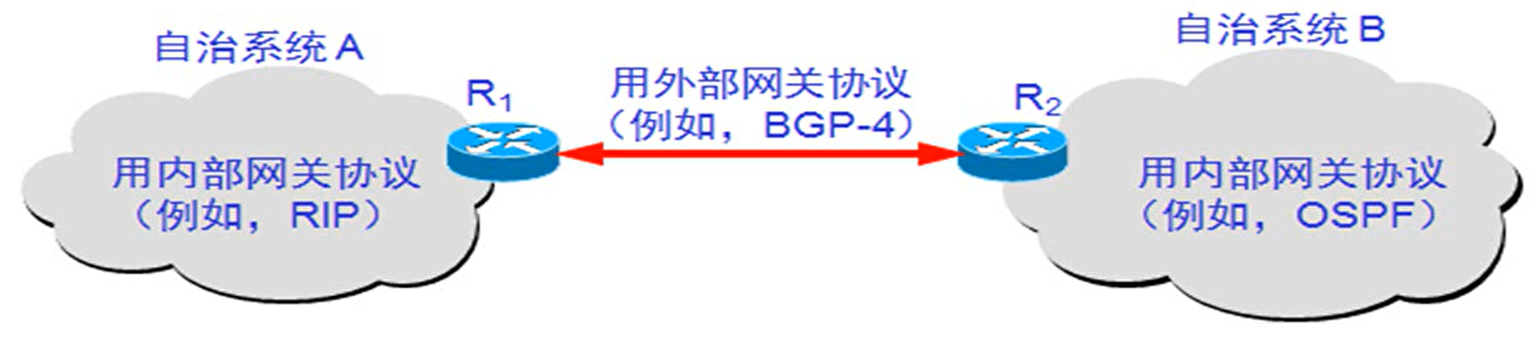 自治系统 A
自治系统 B
R1
用外部网关协议
（例如，BGP-4）
R2
用内部网关协议
（例如，RIP）
用内部网关协议
（例如，OSPF）